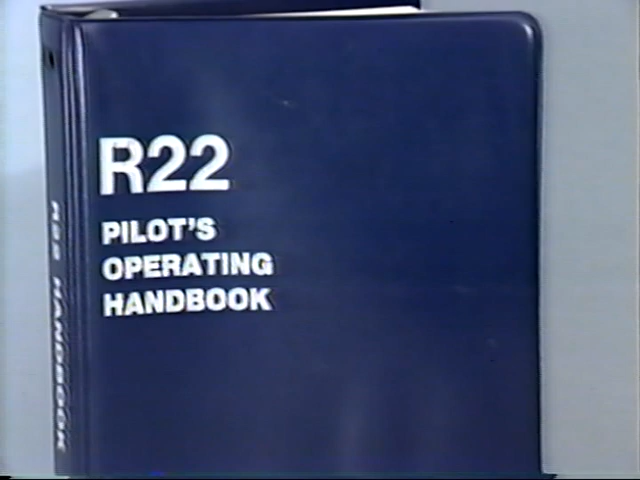 R22
PILOT'S
OPERATING
HANDBOOK
R22 HANDBOOK